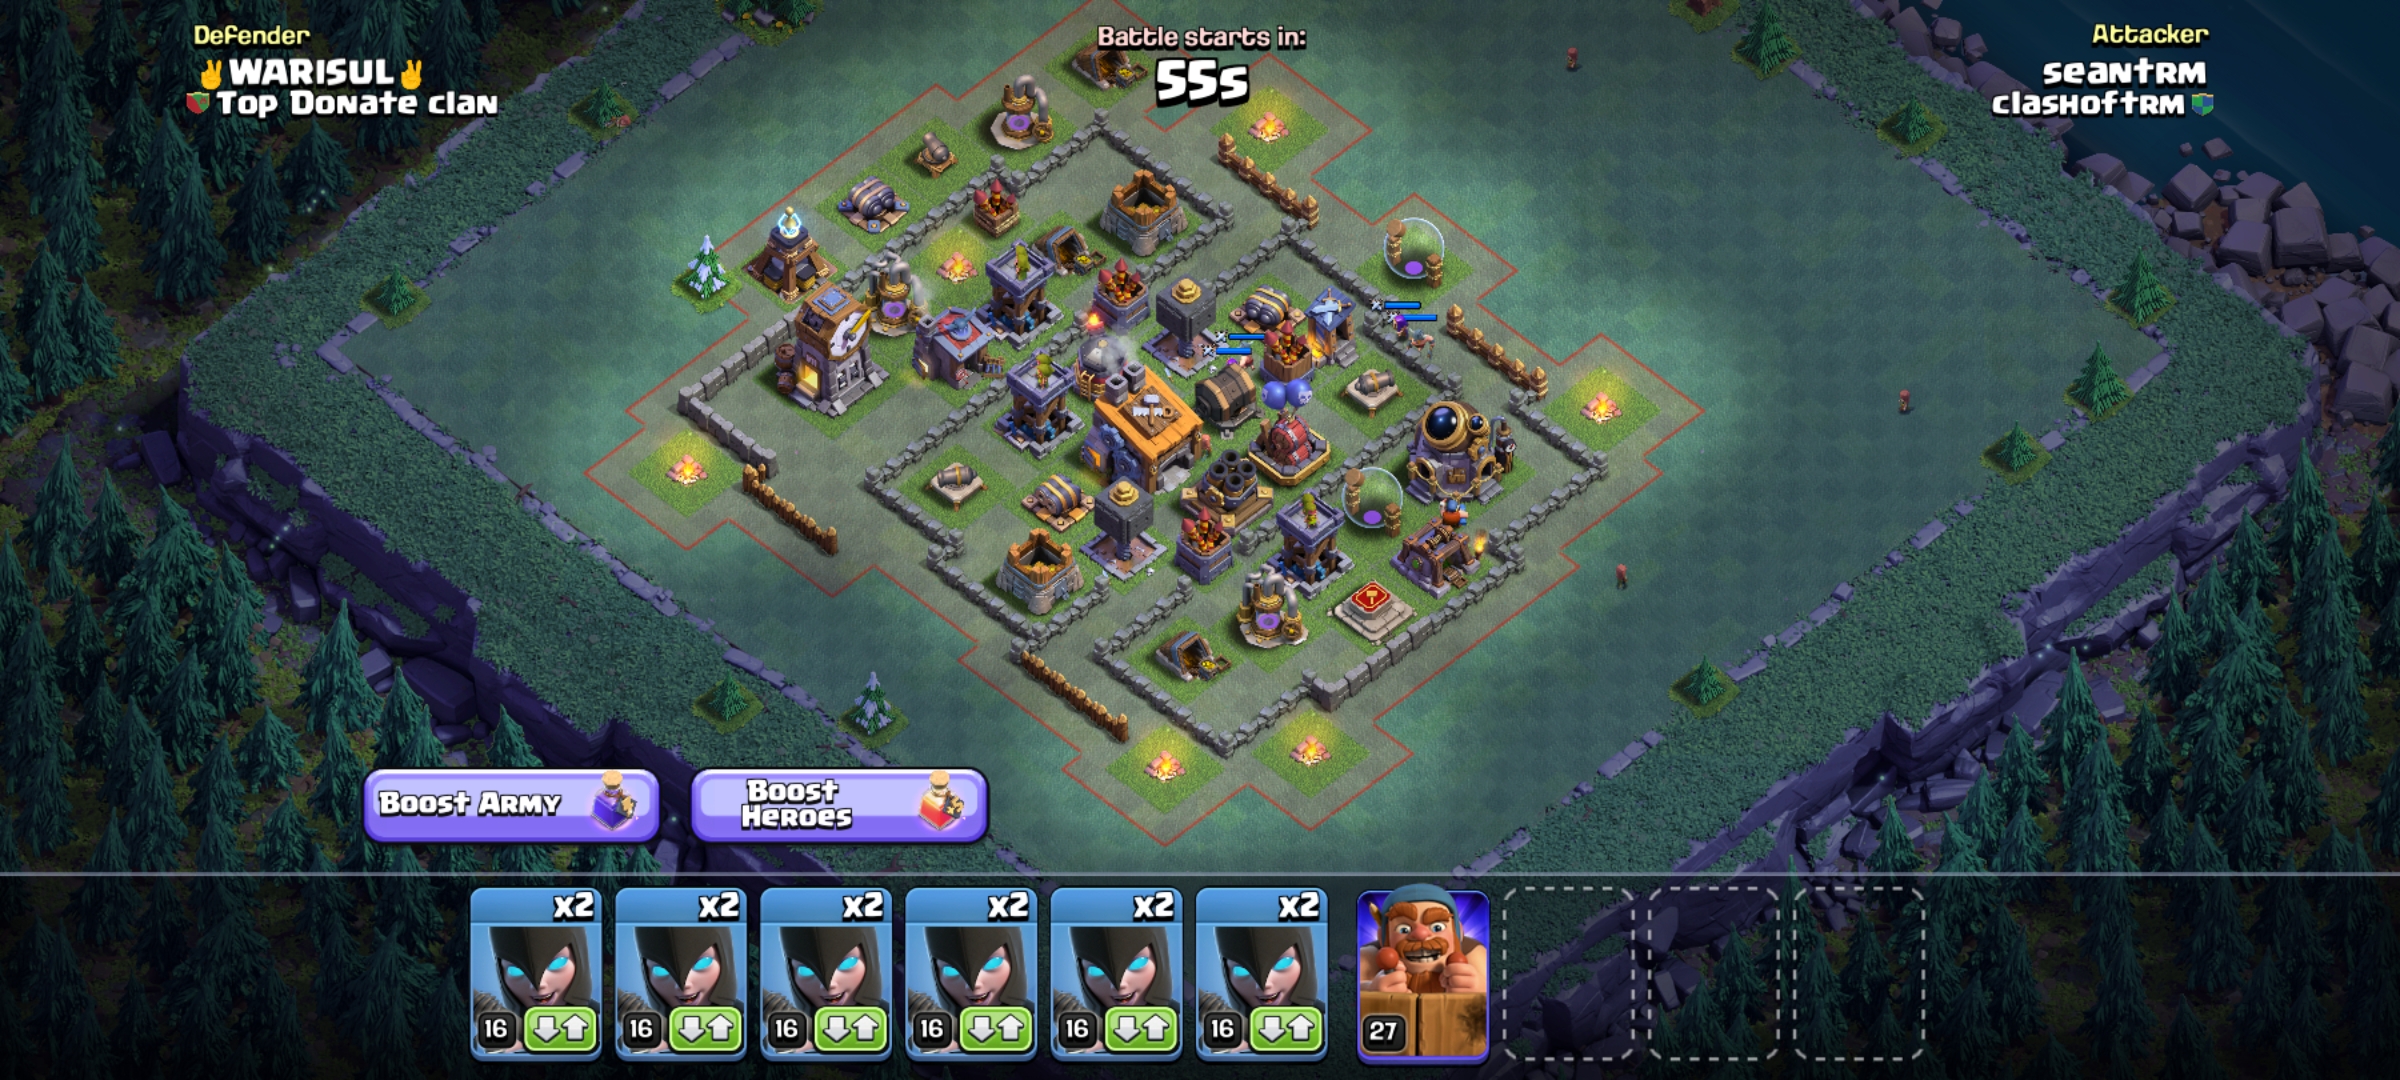 Defender
✌WARISUL✌
Top Donate clan
Battle starts in:
55s
Attacker
seantRM
clashoftRM
Boost Army
Boost
Heroes
x2
x2
x2
x2
x2
x2
16
16
16
16
16
16
27